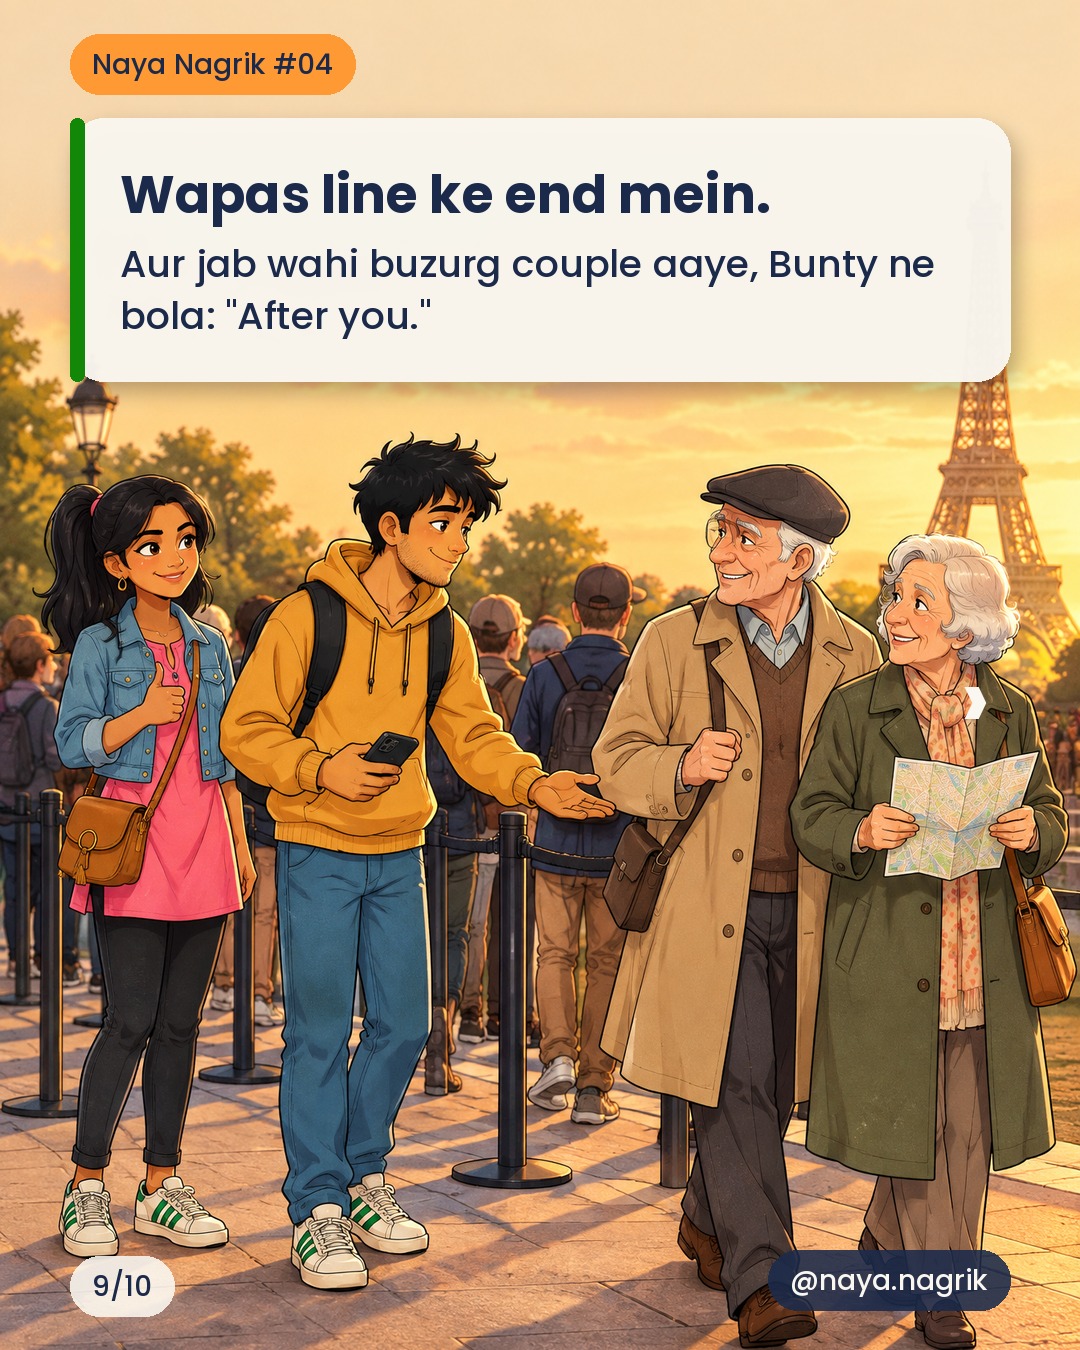 Naya Nagrik #04
Wapas line ke end mein.
Aur jab wahi buzurg couple aaye, Bunty ne
bola: "After you."
9/10
@naya.nagrik